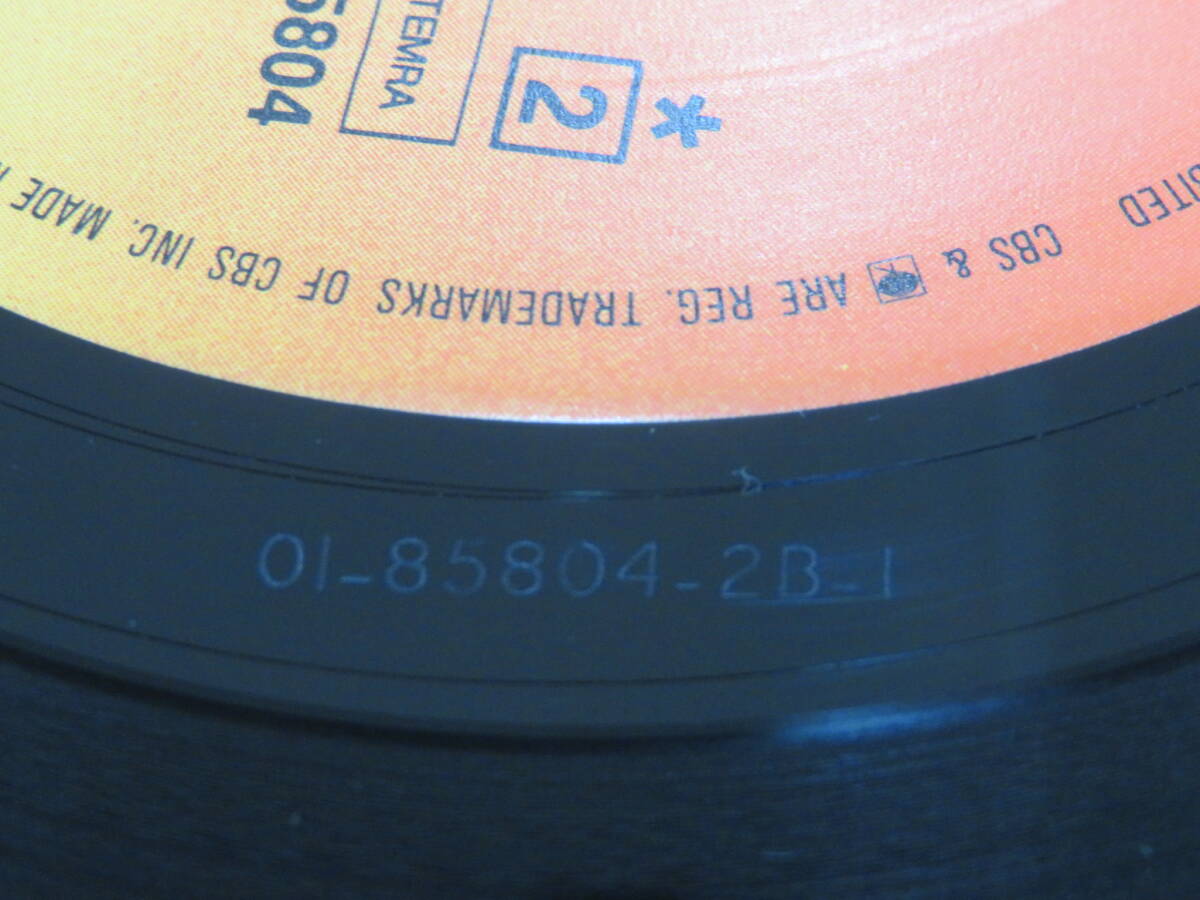 5804
TEMRA
2
*
ITED
CBS & ARE REG. TRADEMARKS OF CBS INC. MADE
01-85804-2B-1